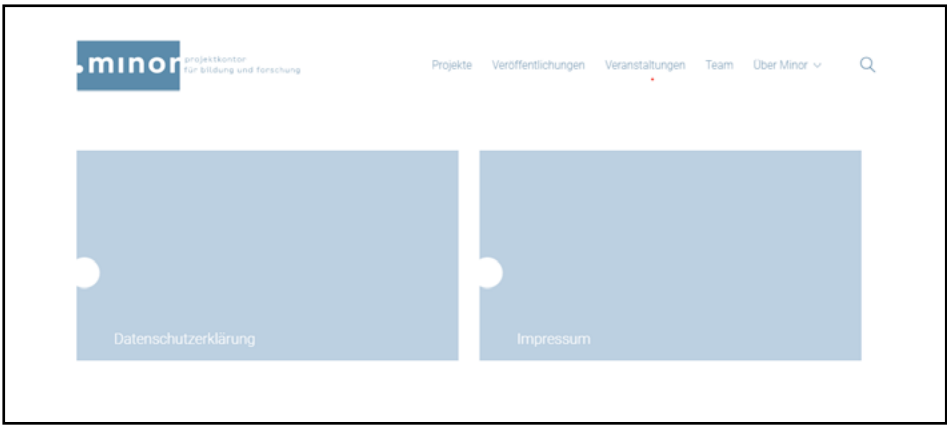 .minor projektkontor
für bildung und forschung
Projekte Veröffentlichungen Veranstaltungen Team Über Minor
Datenschutzerklärung Impressum